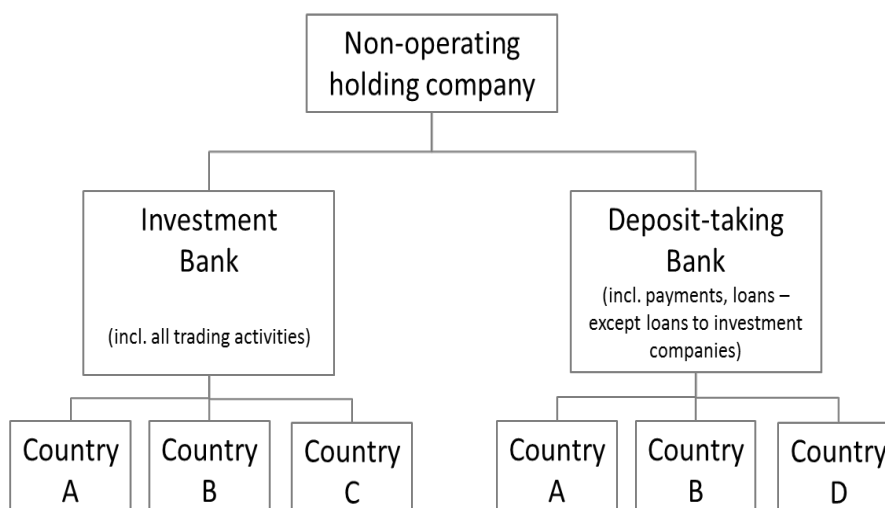 Non-operating
holding company
Investment
Bank
(incl. all trading activities)
Deposit-taking
Bank
(incl. payments, loans –
except loans to investment
companies)
Country
A
Country
B
Country
C
Country
A
Country
B
Country
D